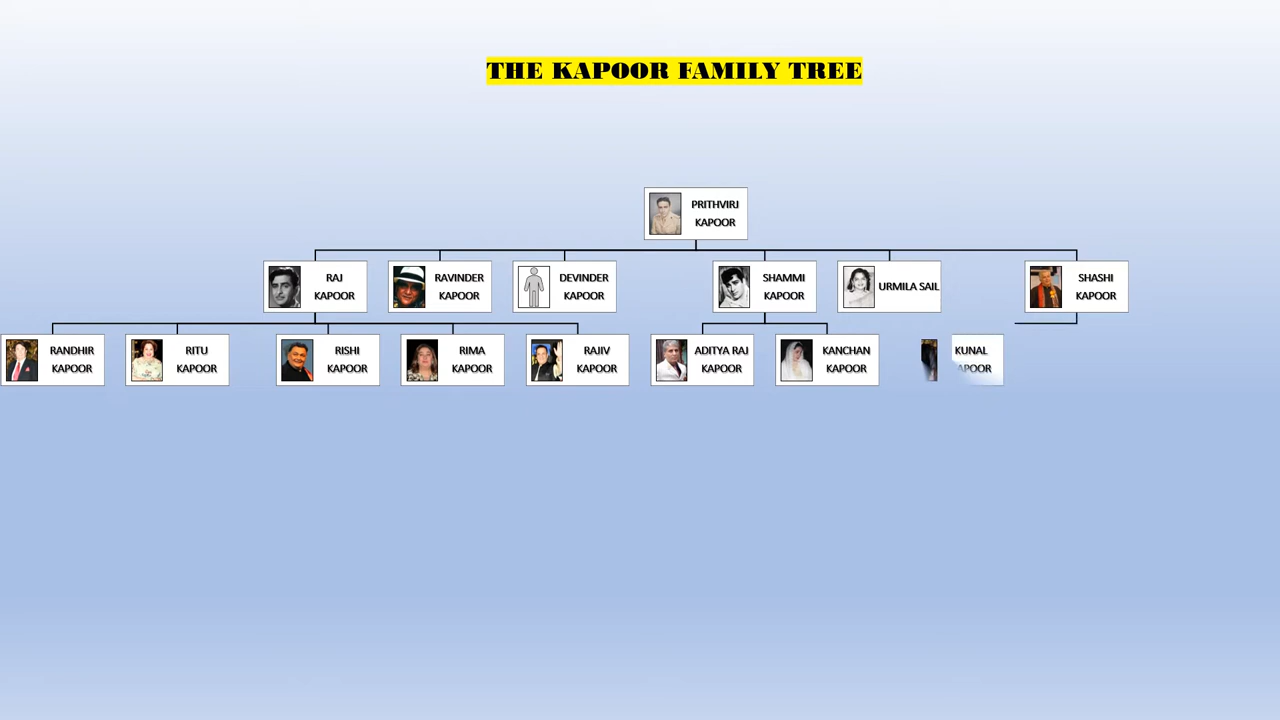 THE KAPOOR FAMILY TREE
PRITHVIRJ
KAPOOR
RAJ
KAPOOR
RAVINDER
KAPOOR
DEVINDER
KAPOOR
SHAMMI
KAPOOR
URMILA SAIL
SHASHI
KAPOOR
RANDHIR
KAPOOR
RITU
KAPOOR
RISHI
KAPOOR
RIMA
KAPOOR
RAJIV
KAPOOR
ADITYA RAJ
KAPOOR
KANCHAN
KAPOOR
KUNAL
APOOR